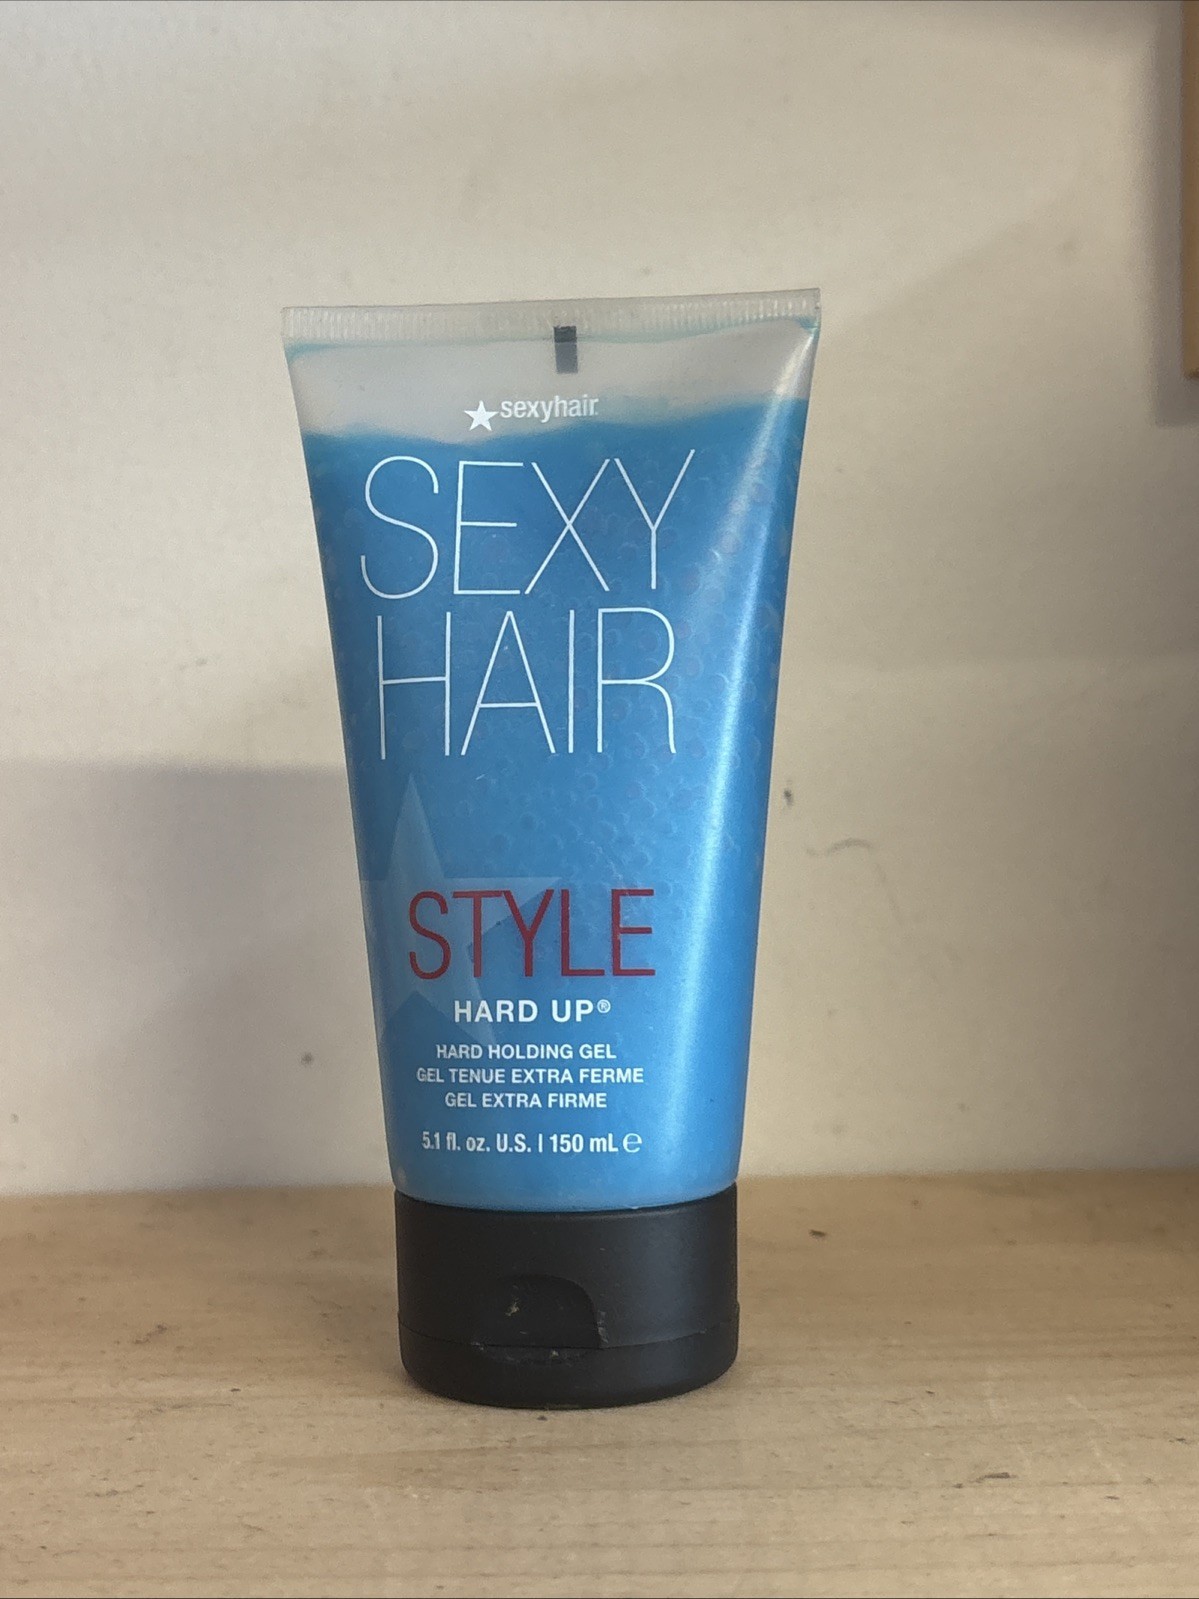 sexyhair
SEXY
HAIR
STYLE
HARD UP®
HARD HOLDING GEL
GEL TENUE EXTRA FERME
GEL EXTRA FIRME
5.1 fl. oz. U.S. | 150 mL ℮